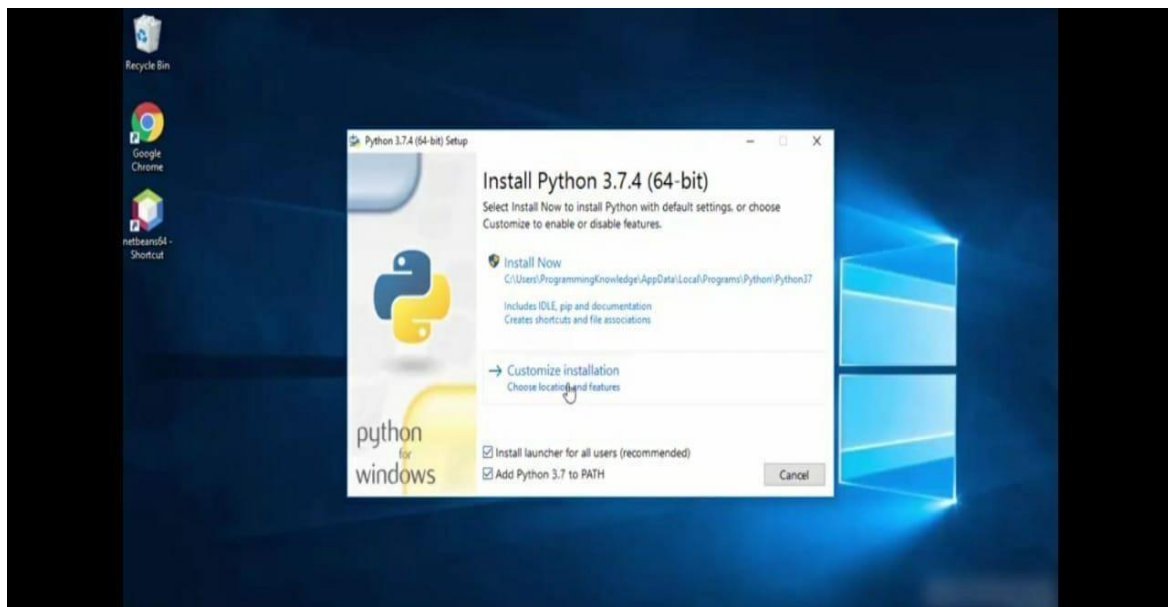 Recycle Bin
Google
Chrome
netbeans64 -
Shortcut
Python 3.7.4 (64-bit) Setup
Install Python 3.7.4 (64-bit)
Select Install Now to install Python with default settings, or choose
Customize to enable or disable features.
Install Now
C:\Users\ProgrammingKnowledge\AppData\Local\Programs\Python\Python37
Includes IDLE, pip and documentation
Creates shortcuts and file associations
Customize installation
Choose location and features
python
for
windows
Install launcher for all users (recommended)
Add Python 3.7 to PATH
Cancel